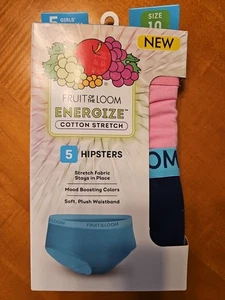 5 GIRLS'
SIZE
10
NEW
FRUIT OF THE LOOM
ENERGIZE™
COTTON STRETCH
5 HIPSTERS
Stretch Fabric
Stays in Place
Mood Boosting Colors
Soft, Plush Waistband
FRUIT OF THE LOOM
OOM